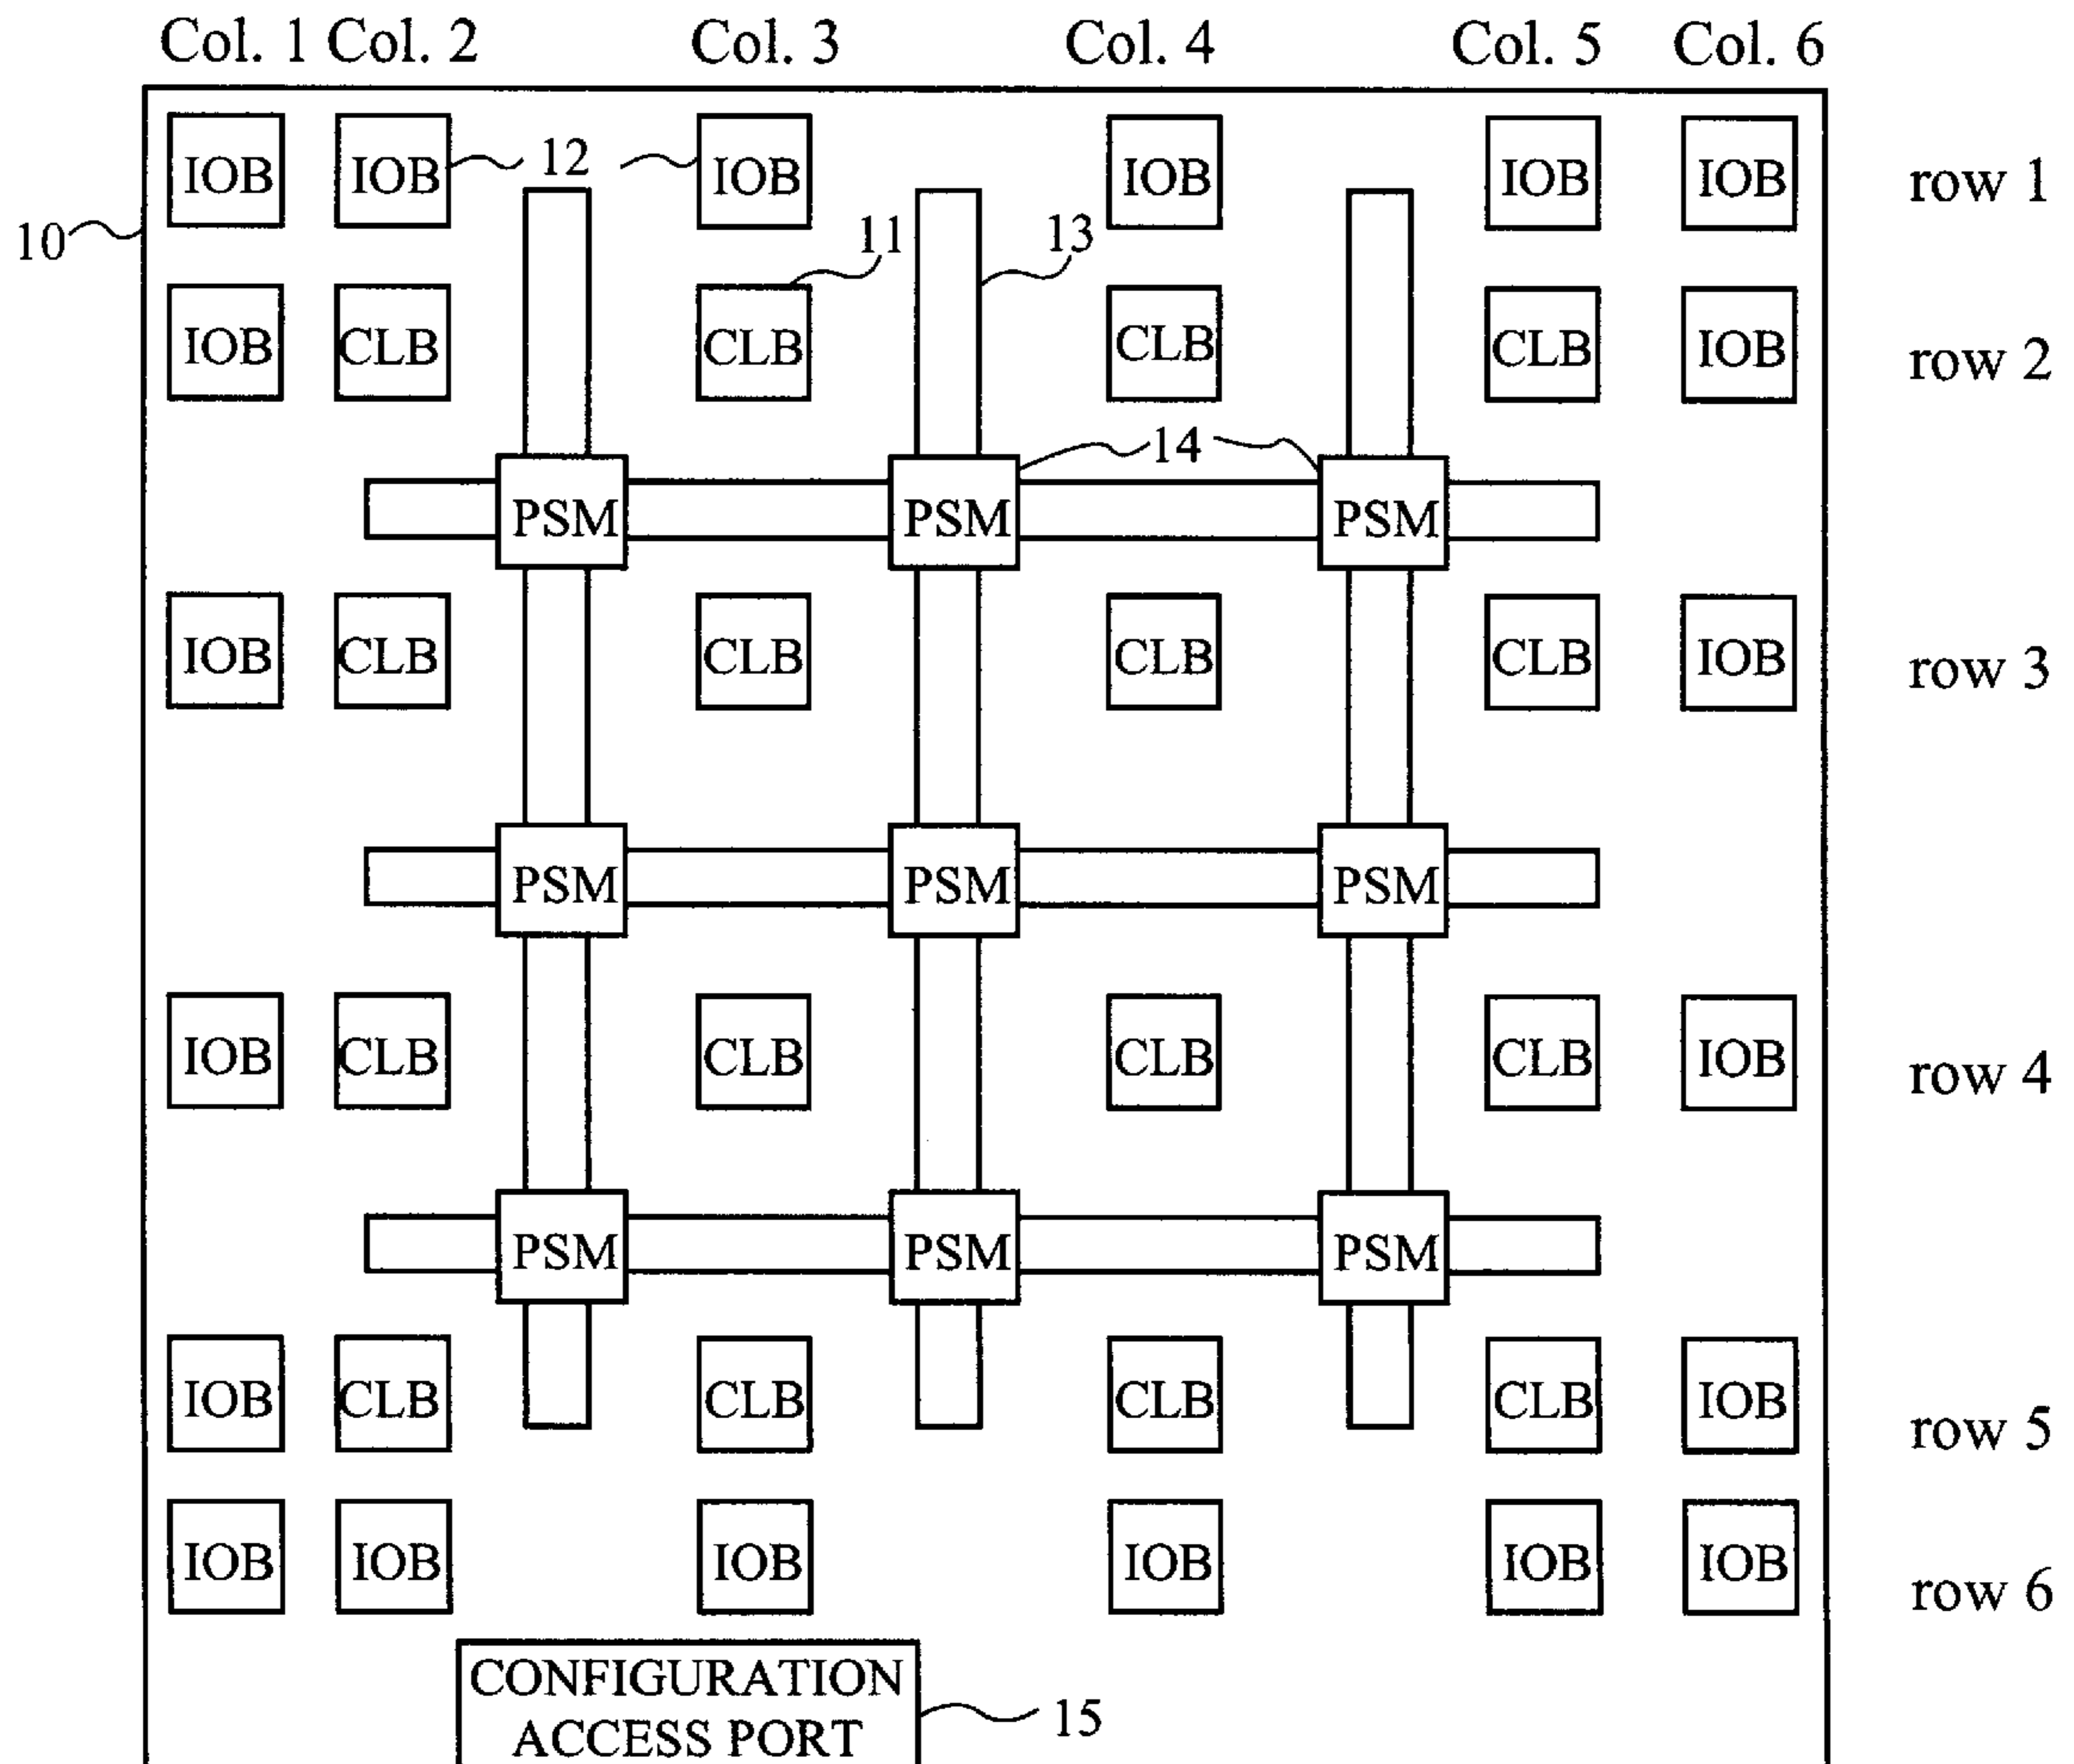 Col. 1 Col. 2 Col. 3 Col. 4 Col. 5 Col. 6
IOB IOB 12 IOB IOB IOB IOB row 1
10 11 13
IOB CLB CLB CLB CLB IOB row 2
14
PSM PSM PSM
IOB CLB CLB CLB CLB IOB row 3
PSM PSM PSM
IOB CLB CLB CLB CLB IOB row 4
PSM PSM PSM
IOB CLB CLB CLB CLB IOB row 5
IOB IOB IOB IOB IOB IOB row 6
CONFIGURATION
ACCESS PORT 15